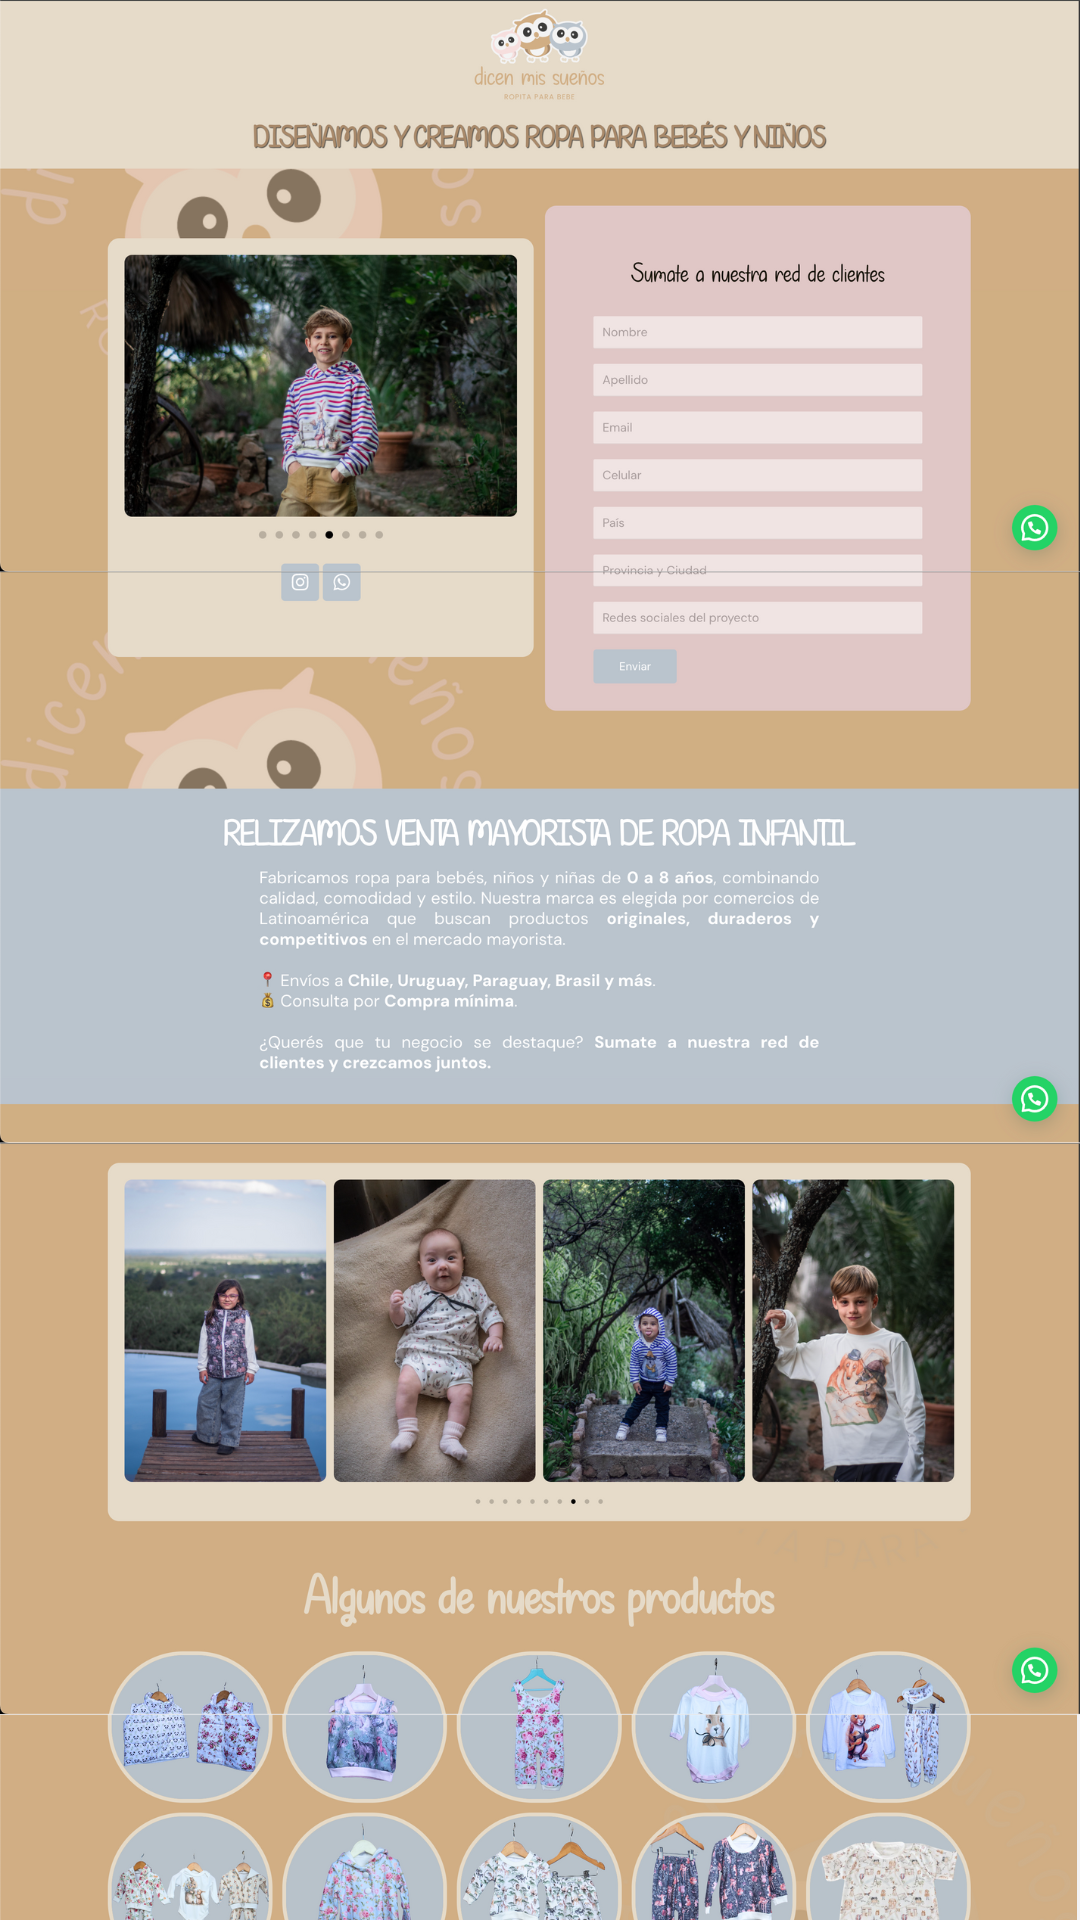 dicen mis sueños
ROPITA PARA BEBE
DISEÑAMOS Y CREAMOS ROPA PARA BEBÉS Y NIÑOS
Sumate a nuestra red de clientes
Nombre
Apellido
Email
Celular
Pais
Provincia y Ciudad
Redes sociales del proyecto
Enviar
dicen
ueños
RELIZAMOS VENTA MAYORISTA DE ROPA INFANTIL
Fabricamos ropa para bebés, niños y niñas de 0 a 8 años, combinando
calidad, comodidad y estilo. Nuestra marca es elegida por comercios de
Latinoamérica que buscan productos originales, duraderos y
competitivos en el mercado mayorista.
📍 Envíos a Chile, Uruguay, Paraguay, Brasil y más.
💰 Consulta por Compra mínima.
¿Querés que tu negocio se destaque? Sumate a nuestra red de
clientes y crezcamos juntos.
PARA
Algunos de nuestros productos